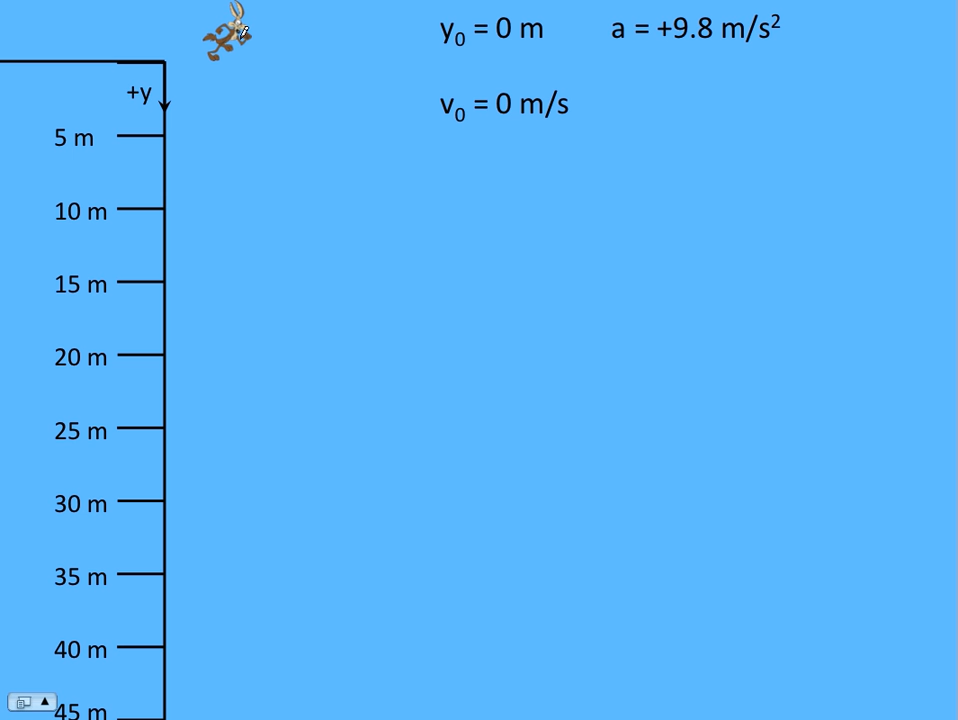 y₀ = 0 m a = +9.8 m/s²
+y
v₀ = 0 m/s
5 m
10 m
15 m
20 m
25 m
30 m
35 m
40 m
45 m